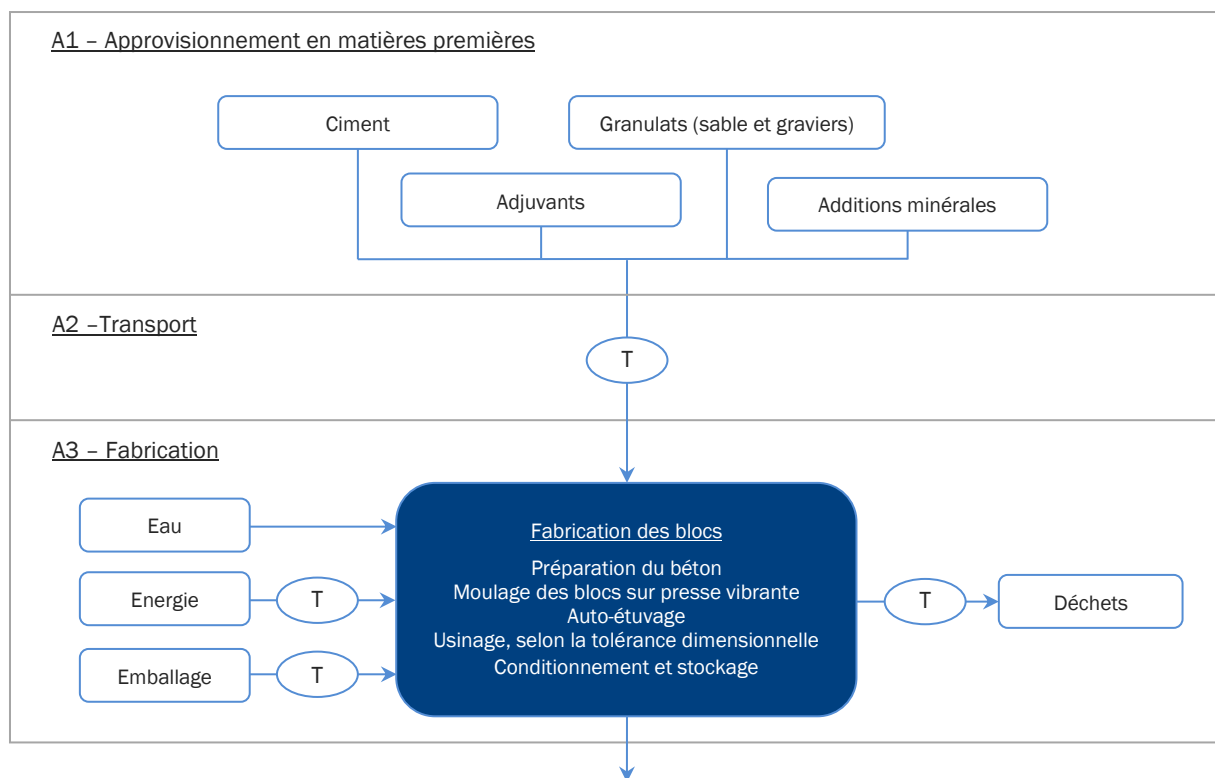 A1 – Approvisionnement en matières premières
Ciment
Granulats (sable et graviers)
Adjuvants
Additions minérales
A2 –Transport
T
A3 – Fabrication
Eau
Fabrication des blocs
Préparation du béton
Moulage des blocs sur presse vibrante
Auto-étuvage
Usinage, selon la tolérance dimensionnelle
Conditionnement et stockage
Energie
T
T
Déchets
Emballage
T